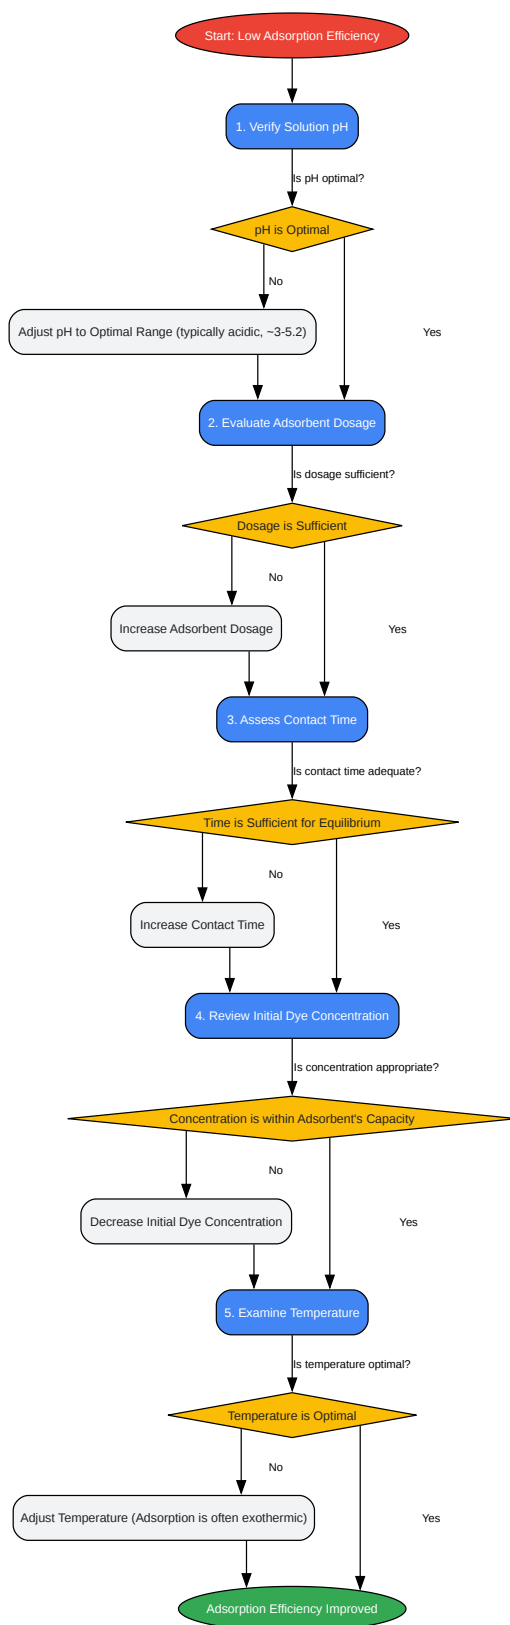 Start: Low Adsorption Efficiency
1. Verify Solution pH
Is pH optimal?
pH is Optimal
No
Adjust pH to Optimal Range (typically acidic, ~3-5.2)
Yes
2. Evaluate Adsorbent Dosage
Is dosage sufficient?
Dosage is Sufficient
No
Increase Adsorbent Dosage
Yes
3. Assess Contact Time
Is contact time adequate?
Time is Sufficient for Equilibrium
No
Increase Contact Time
Yes
4. Review Initial Dye Concentration
Is concentration appropriate?
Concentration is within Adsorbent's Capacity
No
Decrease Initial Dye Concentration
Yes
5. Examine Temperature
Is temperature optimal?
Temperature is Optimal
No
Adjust Temperature (Adsorption is often exothermic)
Yes
Adsorption Efficiency Improved